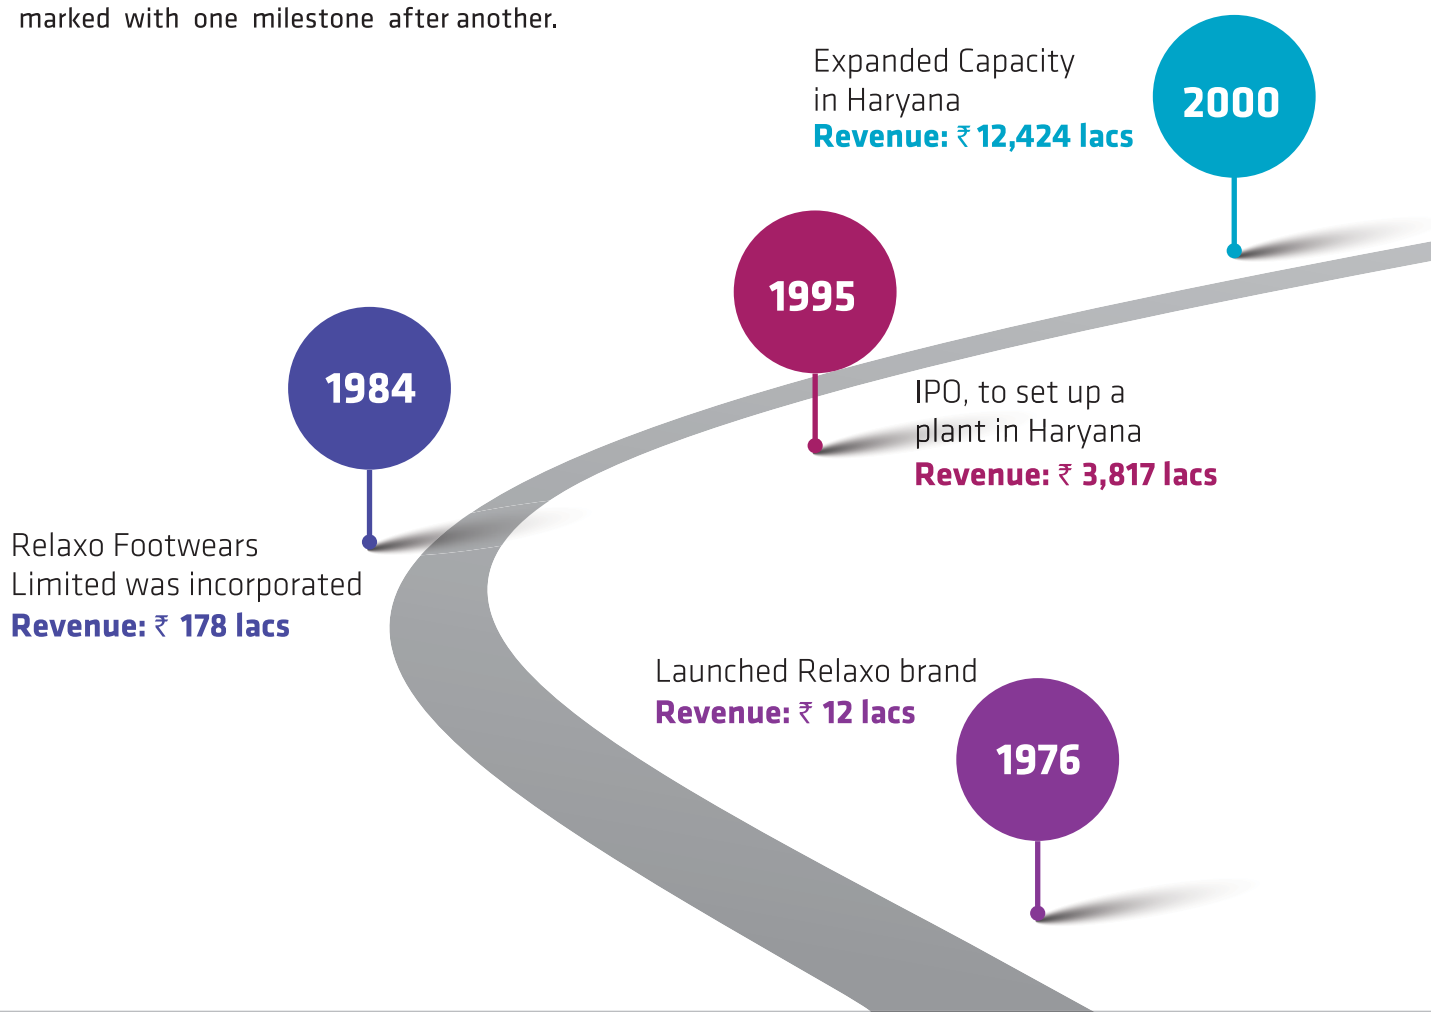 marked with one milestone after another.
Expanded Capacity
in Haryana
Revenue: ₹ 12,424 lacs
2000
1995
IPO, to set up a
plant in Haryana
Revenue: ₹ 3,817 lacs
1984
Relaxo Footwears
Limited was incorporated
Revenue: ₹ 178 lacs
Launched Relaxo brand
Revenue: ₹ 12 lacs
1976